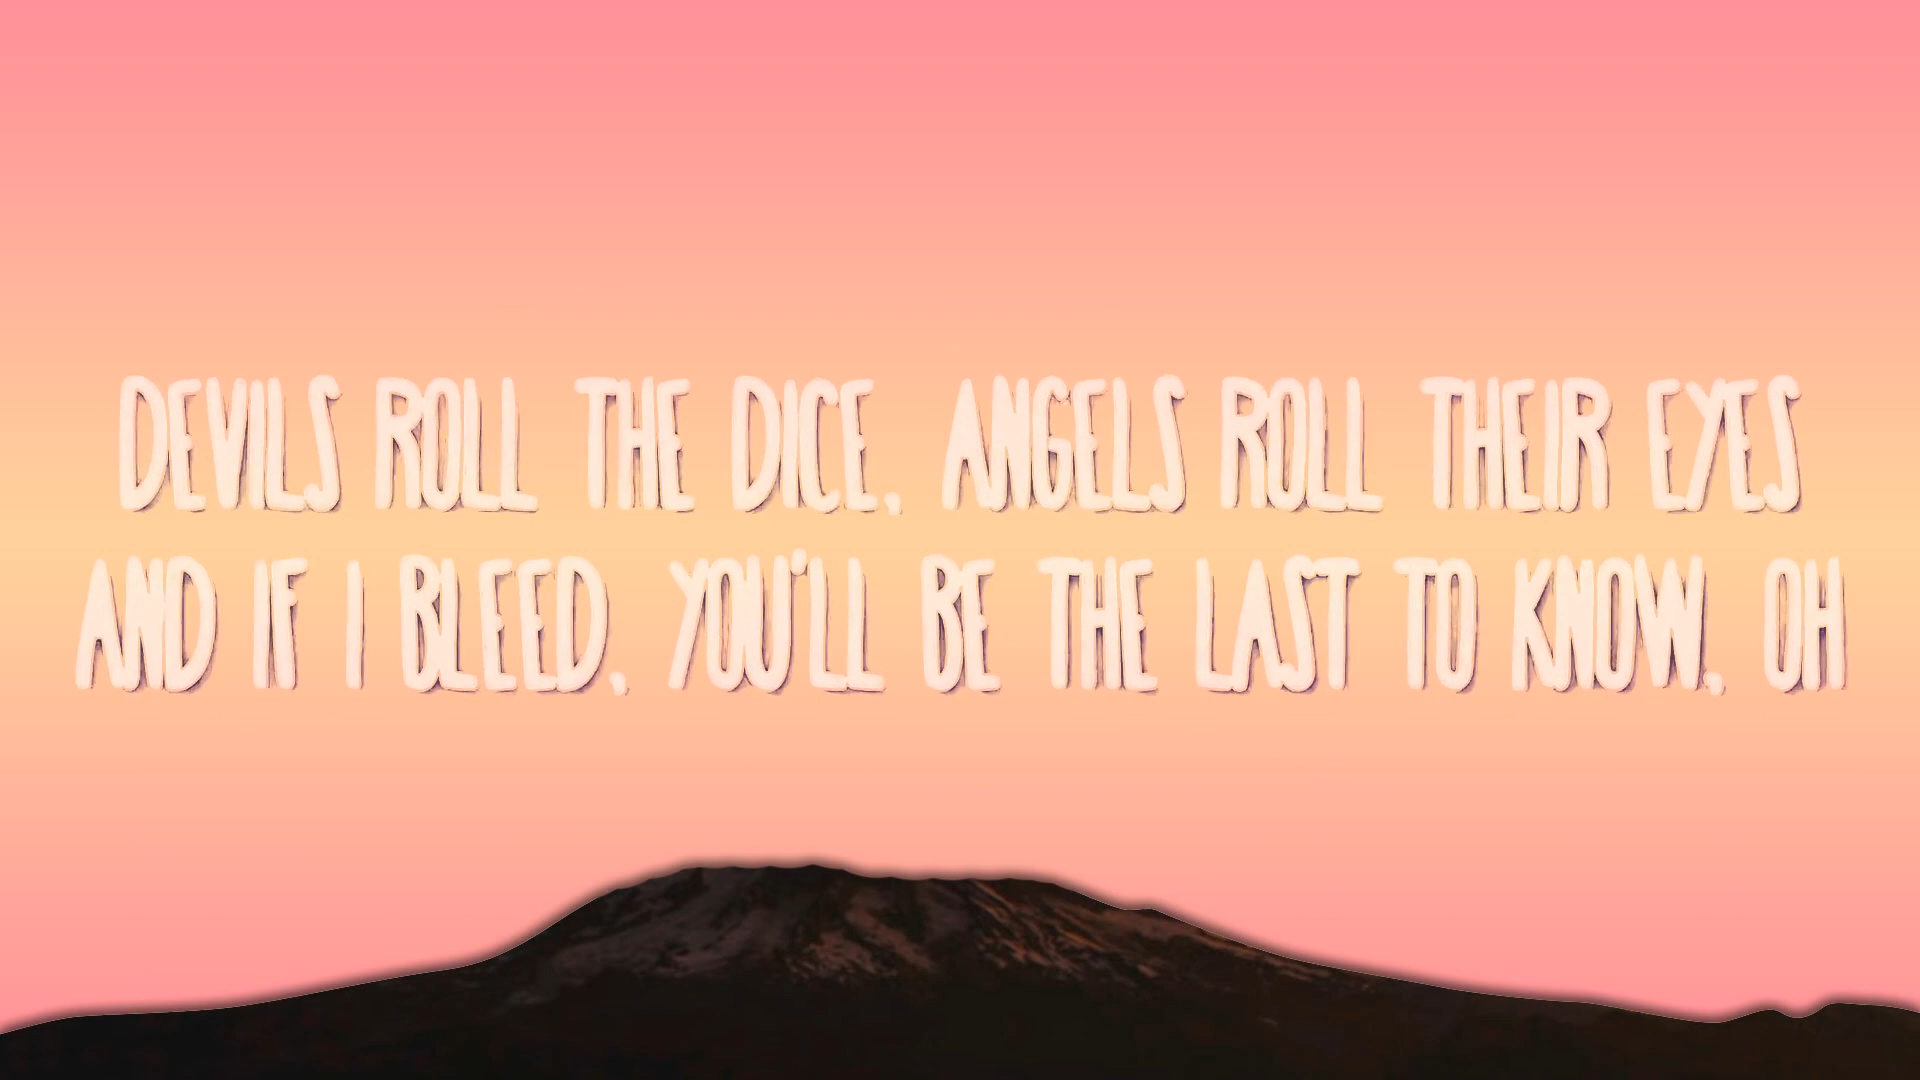 DEVILS ROLL THE DICE, ANGELS ROLL THEIR EYES
AND IF I BLEED, YOU'LL BE THE LAST TO KNOW, OH